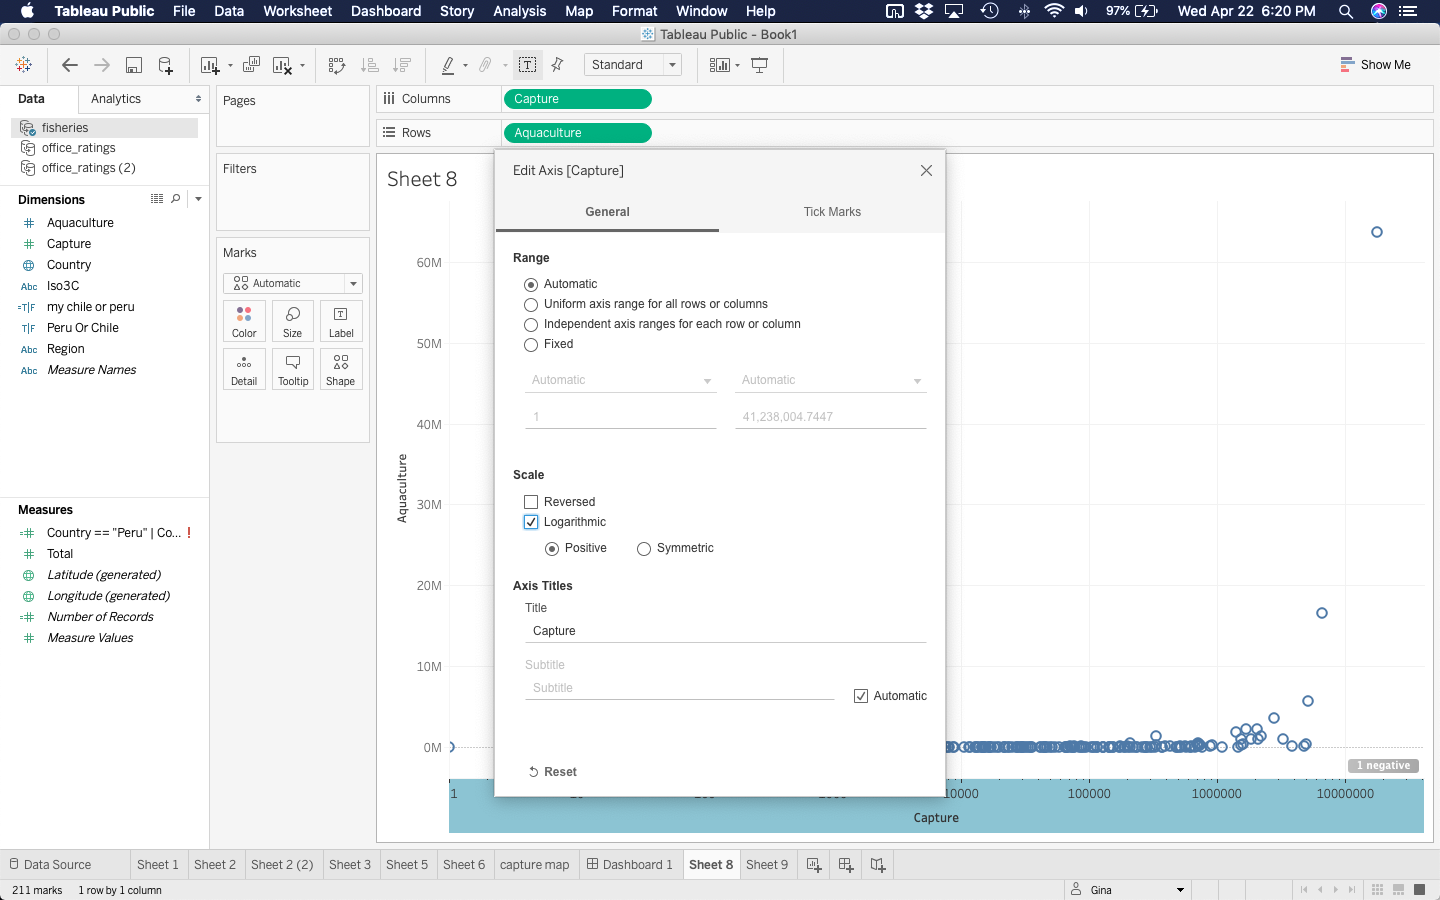 Tableau Public File Data Worksheet Dashboard Story Analysis Map Format Window Help 97% Wed Apr 22 6:20 PM
Tableau Public - Book1
Standard Show Me
Data Analytics
Pages
Columns Capture
fisheries
office_ratings
office_ratings (2)
Rows Aquaculture
Filters
Sheet 8
Dimensions
# Aquaculture
# Capture
Country
Abc Iso3C
=T|F my chile or peru
T|F Peru Or Chile
Abc Region
Abc Measure Names
Marks
Automatic
Color Size Label
Detail Tooltip Shape
Measures
=# Country == "Peru" | Co... !
# Total
Latitude (generated)
Longitude (generated)
=# Number of Records
# Measure Values
Edit Axis [Capture]
General Tick Marks
Range
Automatic
Uniform axis range for all rows or columns
Independent axis ranges for each row or column
Fixed
Automatic Automatic
1 41,238,004.7447
Scale
Reversed
Logarithmic
Positive Symmetric
Axis Titles
Title
Capture
Subtitle
Subtitle
Automatic
Reset
Aquaculture
60M
50M
40M
30M
20M
10M
0M
1 negative
1 10000 100000 1000000 10000000
Capture
Data Source Sheet 1 Sheet 2 Sheet 2 (2) Sheet 3 Sheet 5 Sheet 6 capture map Dashboard 1 Sheet 8 Sheet 9
211 marks 1 row by 1 column Gina